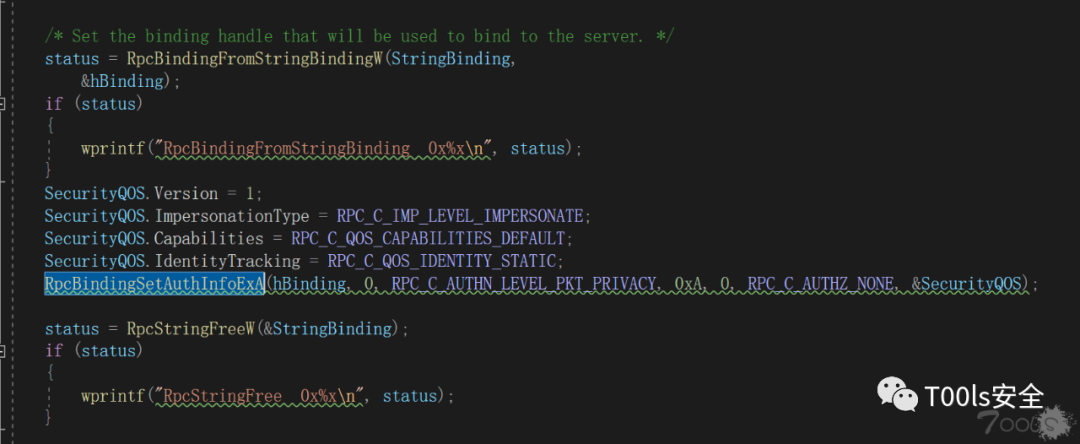 /* Set the binding handle that will be used to bind to the server. */
status = RpcBindingFromStringBindingW(StringBinding,
&hBinding);
if (status)
{
wprintf("RpcBindingFromStringBinding  0x%x\n", status);
}
SecurityQOS.Version = 1;
SecurityQOS.ImpersonationType = RPC_C_IMP_LEVEL_IMPERSONATE;
SecurityQOS.Capabilities = RPC_C_QOS_CAPABILITIES_DEFAULT;
SecurityQOS.IdentityTracking = RPC_C_QOS_IDENTITY_STATIC;
RpcBindingSetAuthInfoExA(hBinding, 0, RPC_C_AUTHN_LEVEL_PKT_PRIVACY, 0xA, 0, RPC_C_AUTHZ_NONE, &SecurityQOS);
status = RpcStringFreeW(&StringBinding);
if (status)
{
wprintf("RpcStringFree  0x%x\n", status);
}
T00ls安全
T00LS